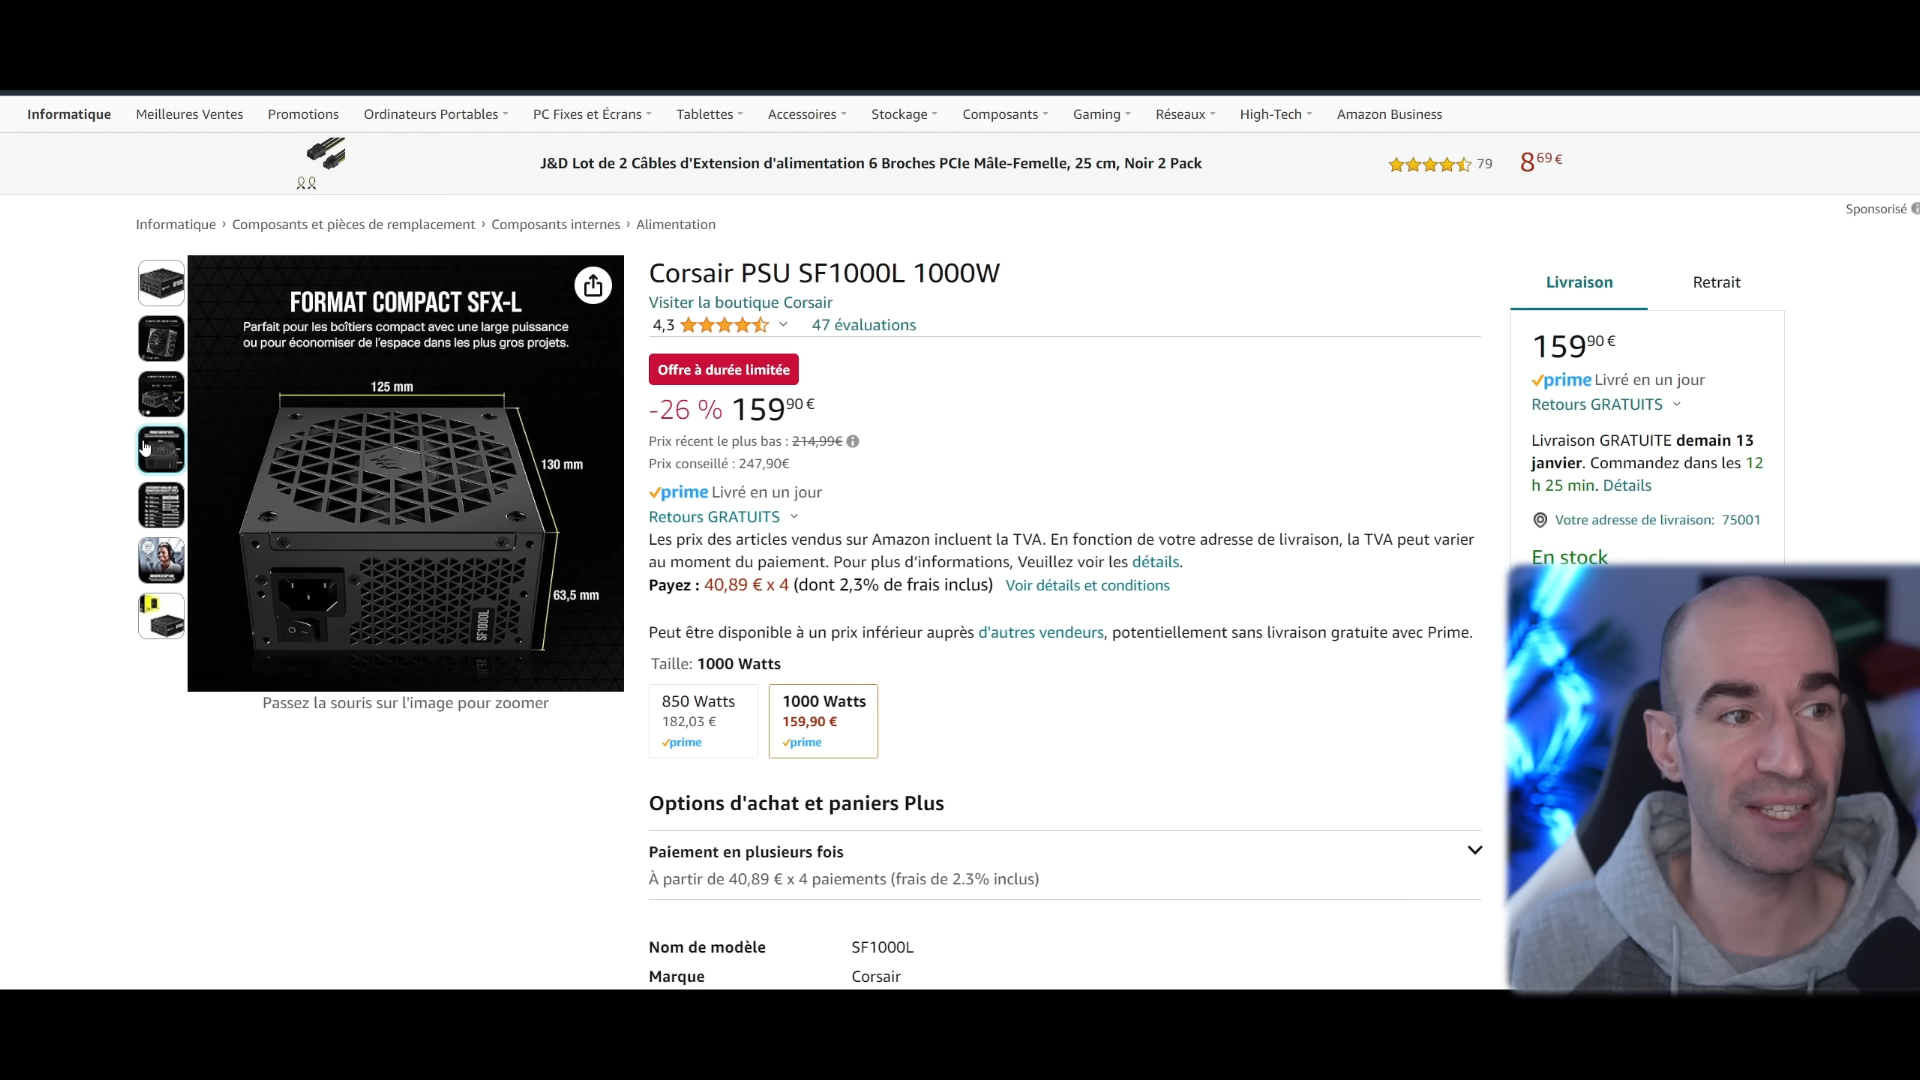 Informatique Meilleures Ventes Promotions Ordinateurs Portables PC Fixes et Écrans Tablettes Accessoires Stockage Composants Gaming Réseaux High-Tech Amazon Business
J&D Lot de 2 Câbles d'Extension d'alimentation 6 Broches PCIe Mâle-Femelle, 25 cm, Noir 2 Pack 79 8 69 €
Sponsorisé
Informatique › Composants et pièces de remplacement › Composants internes › Alimentation
FORMAT COMPACT SFX-L
Parfait pour les boîtiers compact avec une large puissance
ou pour économiser de l'espace dans les plus gros projets.
125 mm
130 mm
63,5 mm
SF1000L
Passez la souris sur l'image pour zoomer
Corsair PSU SF1000L 1000W
Visiter la boutique Corsair
4,3 47 évaluations
Offre à durée limitée
-26 % 159 90 €
Prix récent le plus bas : 214,99€
Prix conseillé : 247,90€
prime Livré en un jour
Retours GRATUITS
Les prix des articles vendus sur Amazon incluent la TVA. En fonction de votre adresse de livraison, la TVA peut varier
au moment du paiement. Pour plus d'informations, Veuillez voir les détails.
Payez : 40,89 € x 4 (dont 2,3% de frais inclus) Voir détails et conditions
Peut être disponible à un prix inférieur auprès d'autres vendeurs, potentiellement sans livraison gratuite avec Prime.
Taille: 1000 Watts
850 Watts
182,03 €
prime
1000 Watts
159,90 €
prime
Options d'achat et paniers Plus
Paiement en plusieurs fois
À partir de 40,89 € x 4 paiements (frais de 2.3% inclus)
Nom de modèle SF1000L
Marque Corsair
Livraison Retrait
159 90 €
prime Livré en un jour
Retours GRATUITS
Livraison GRATUITE demain 13
janvier. Commandez dans les 12
h 25 min. Détails
Votre adresse de livraison: 75001
En stock